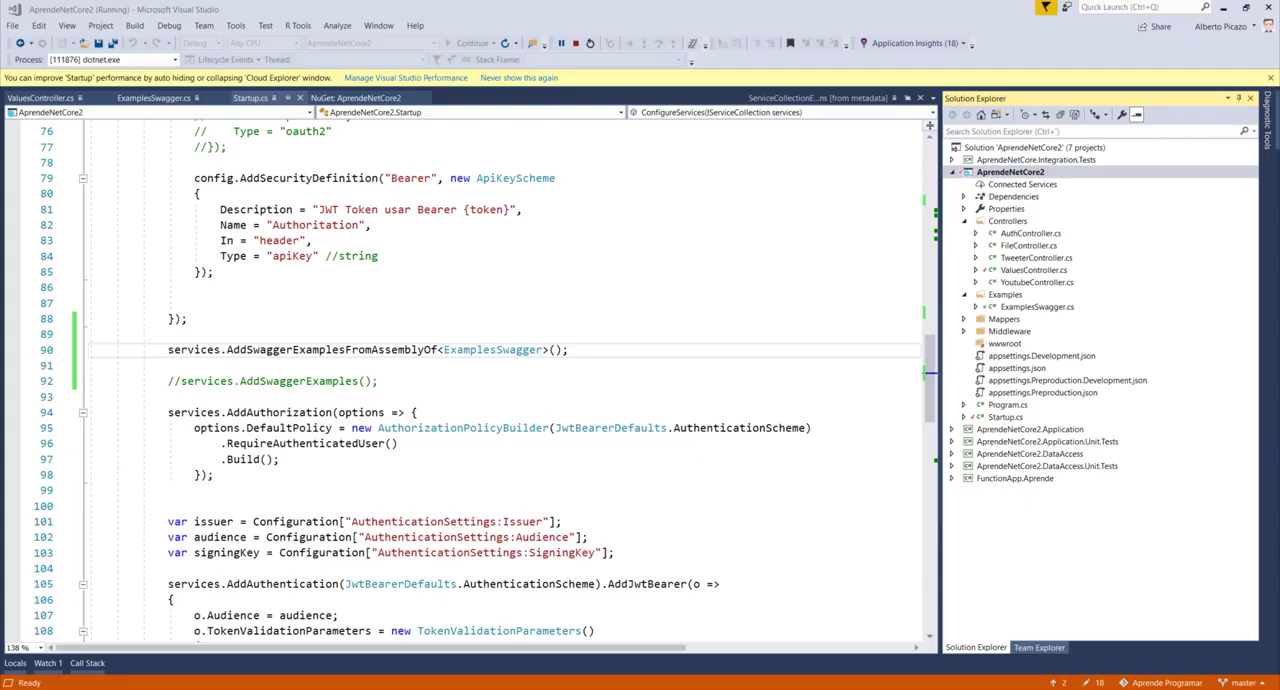 AprendeNetCore2 (Running) - Microsoft Visual Studio
Quick Launch (Ctrl+Q)
File Edit View Project Build Debug Team Tools Test R Tools Analyze Window Help
Share
Alberto Picazo
Debug Any CPU AprendeNetCore2 Continue Application Insights (18)
Process: [111876] dotnet.exe Lifecycle Events Thread: Stack Frame:
You can improve 'Startup' performance by auto hiding or collapsing 'Cloud Explorer' window. Manage Visual Studio Performance Never show this again
ValuesController.cs ExamplesSwagger.cs Startup.cs NuGet: AprendeNetCore2 ServiceCollectionE...ns [from metadata]
AprendeNetCore2 AprendeNetCore2.Startup ConfigureServices(IServiceCollection services)
76 // Type = "oauth2"
77 //});
78
79 config.AddSecurityDefinition("Bearer", new ApiKeyScheme
80 {
81 Description = "JWT Token usar Bearer {token}",
82 Name = "Authoritation",
83 In = "header",
84 Type = "apiKey" //string
85 });
86
87
88 });
89
90 services.AddSwaggerExamplesFromAssemblyOf<ExamplesSwagger>();
91
92 //services.AddSwaggerExamples();
93
94 services.AddAuthorization(options => {
95 options.DefaultPolicy = new AuthorizationPolicyBuilder(JwtBearerDefaults.AuthenticationScheme)
96 .RequireAuthenticatedUser()
97 .Build();
98 });
99
100
101 var issuer = Configuration["AuthenticationSettings:Issuer"];
102 var audience = Configuration["AuthenticationSettings:Audience"];
103 var signingKey = Configuration["AuthenticationSettings:SigningKey"];
104
105 services.AddAuthentication(JwtBearerDefaults.AuthenticationScheme).AddJwtBearer(o =>
106 {
107 o.Audience = audience;
108 o.TokenValidationParameters = new TokenValidationParameters()
138 %
Solution Explorer
Search Solution Explorer (Ctrl+')
Solution 'AprendeNetCore2' (7 projects)
AprendeNetCore.Integration.Tests
AprendeNetCore2
Connected Services
Dependencies
Properties
Controllers
AuthController.cs
FileController.cs
TweeterController.cs
ValuesController.cs
YoutubeController.cs
Examples
ExamplesSwagger.cs
Mappers
Middleware
wwwroot
appsettings.Development.json
appsettings.json
appsettings.Preproduction.Development.json
appsettings.Preproduction.json
Program.cs
Startup.cs
AprendeNetCore2.Application
AprendeNetCore2.Application.Unit.Tests
AprendeNetCore2.DataAccess
AprendeNetCore2.DataAccess.Unit.Tests
FunctionApp.Aprende
Solution Explorer Team Explorer
Diagnostic Tools
Locals Watch 1 Call Stack
Ready 2 18 Aprende Programar master